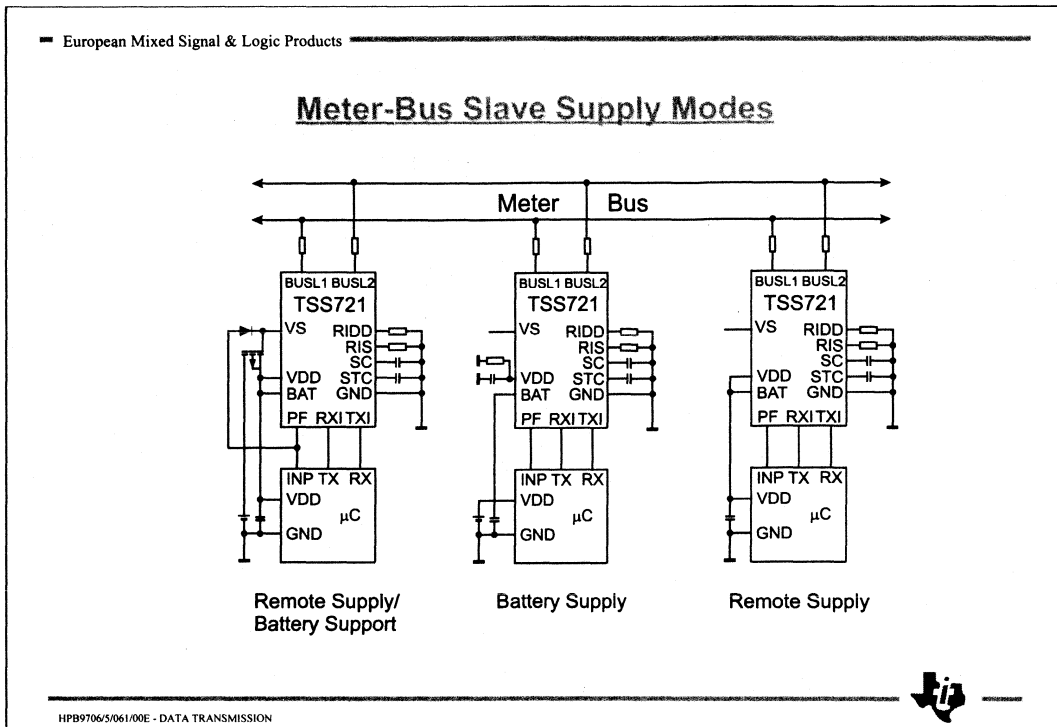 European Mixed Signal & Logic Products
Meter-Bus Slave Supply Modes
Meter Bus
BUSL1 BUSL2
TSS721
VS
RIDD
RIS
SC
VDD
STC
BAT
GND
PF RXI TXI
INP TX RX
VDD
µC
GND
Remote Supply/
Battery Support
BUSL1 BUSL2
TSS721
VS
RIDD
RIS
SC
VDD
STC
BAT
GND
PF RXI TXI
INP TX RX
VDD
µC
GND
Battery Supply
BUSL1 BUSL2
TSS721
VS
RIDD
RIS
SC
VDD
STC
BAT
GND
PF RXI TXI
INP TX RX
VDD
µC
GND
Remote Supply
HPB9706/5/061/00E - DATA TRANSMISSION